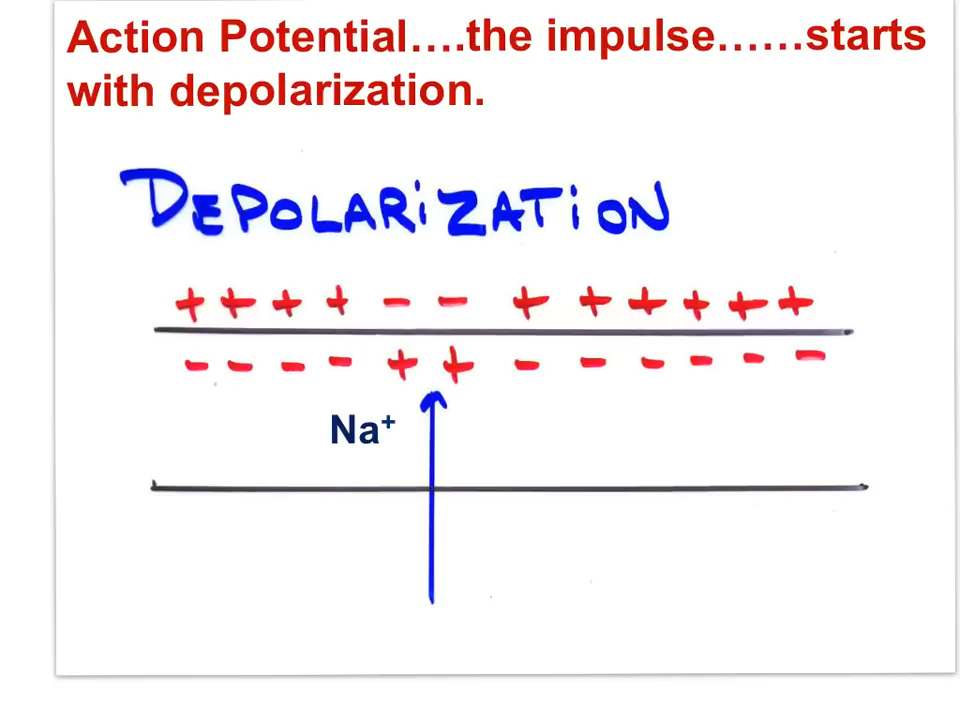 Action Potential….the impulse……starts
with depolarization.
DEPOLARiZATiON
+ + + + - - + + + + + +
- - - - + + - - - - - -
Na⁺